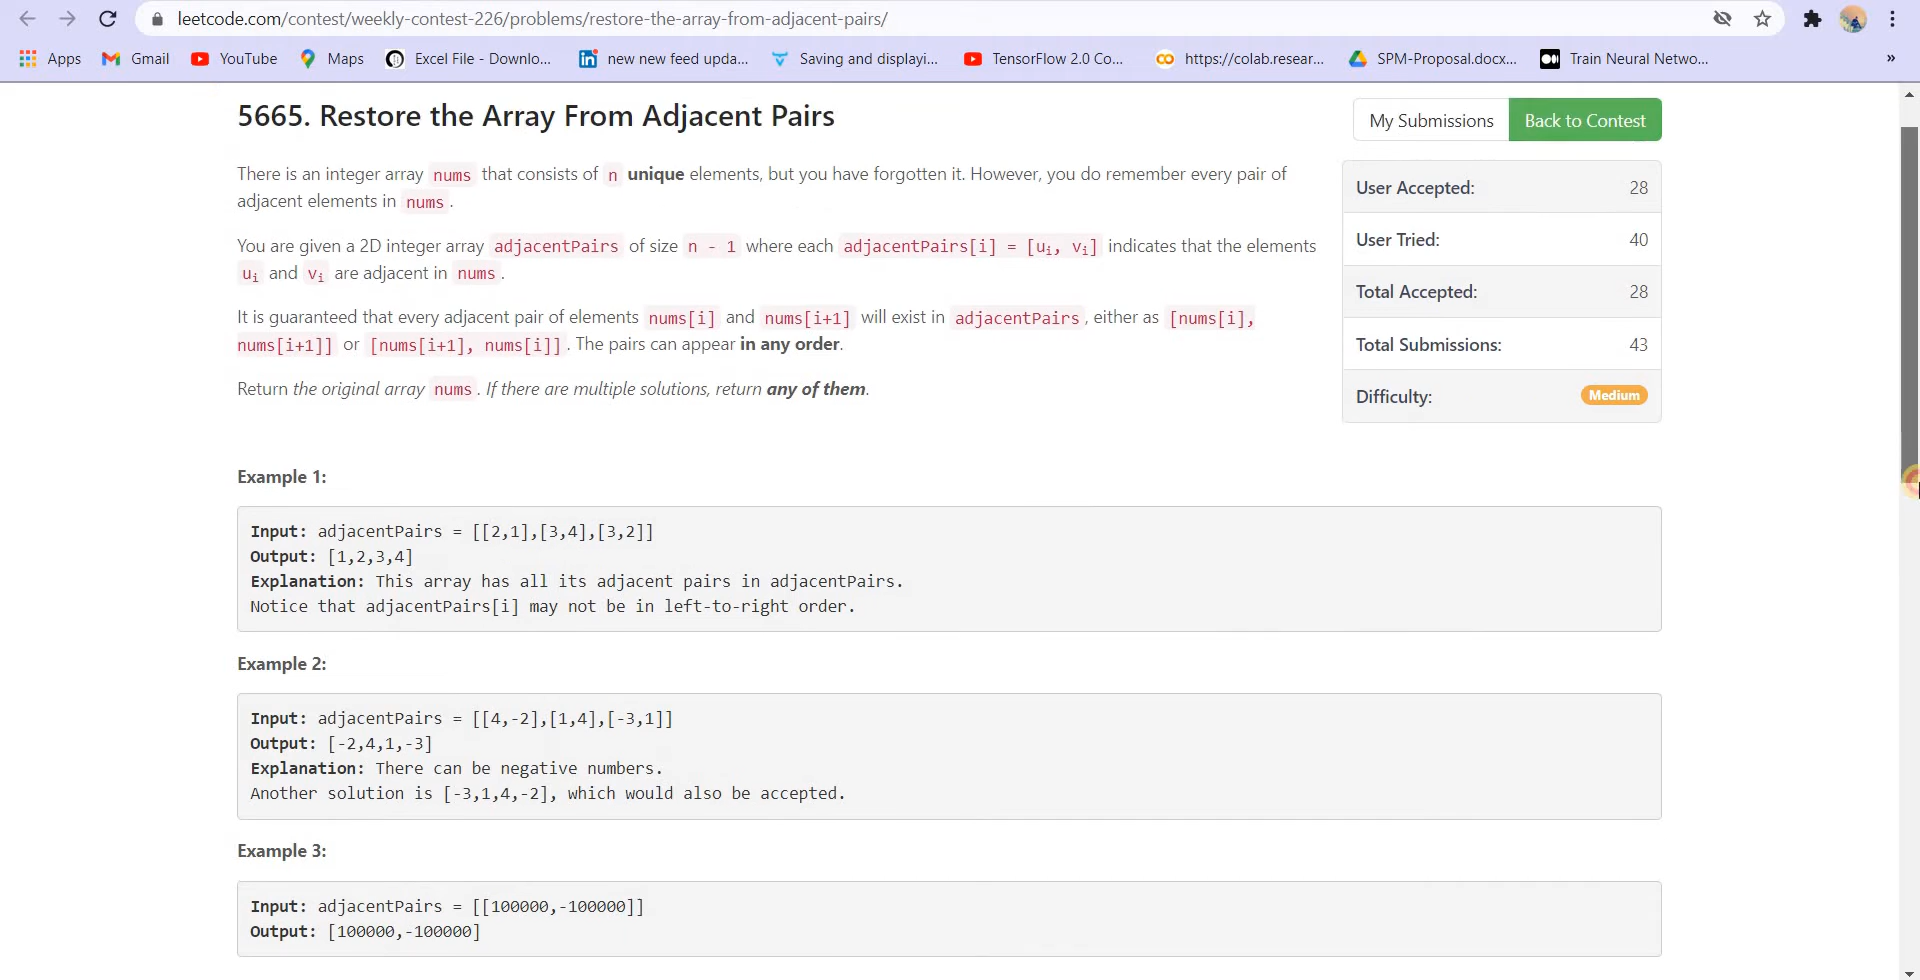 leetcode.com/contest/weekly-contest-226/problems/restore-the-array-from-adjacent-pairs/
Apps Gmail YouTube Maps Excel File - Downlo... new new feed upda... Saving and displayi... TensorFlow 2.0 Co... https://colab.resear... SPM-Proposal.docx... Train Neural Netwo... »
5665. Restore the Array From Adjacent Pairs
My Submissions Back to Contest
There is an integer array nums that consists of n unique elements, but you have forgotten it. However, you do remember every pair of
adjacent elements in nums .
You are given a 2D integer array adjacentPairs of size n - 1 where each adjacentPairs[i] = [ui, vi] indicates that the elements
ui and vi are adjacent in nums .
It is guaranteed that every adjacent pair of elements nums[i] and nums[i+1] will exist in adjacentPairs , either as [nums[i],
nums[i+1]] or [nums[i+1], nums[i]] . The pairs can appear in any order.
Return the original array nums . If there are multiple solutions, return any of them.
User Accepted: 28
User Tried: 40
Total Accepted: 28
Total Submissions: 43
Difficulty: Medium
Example 1:
Input: adjacentPairs = [[2,1],[3,4],[3,2]]
Output: [1,2,3,4]
Explanation: This array has all its adjacent pairs in adjacentPairs.
Notice that adjacentPairs[i] may not be in left-to-right order.
Example 2:
Input: adjacentPairs = [[4,-2],[1,4],[-3,1]]
Output: [-2,4,1,-3]
Explanation: There can be negative numbers.
Another solution is [-3,1,4,-2], which would also be accepted.
Example 3:
Input: adjacentPairs = [[100000,-100000]]
Output: [100000,-100000]